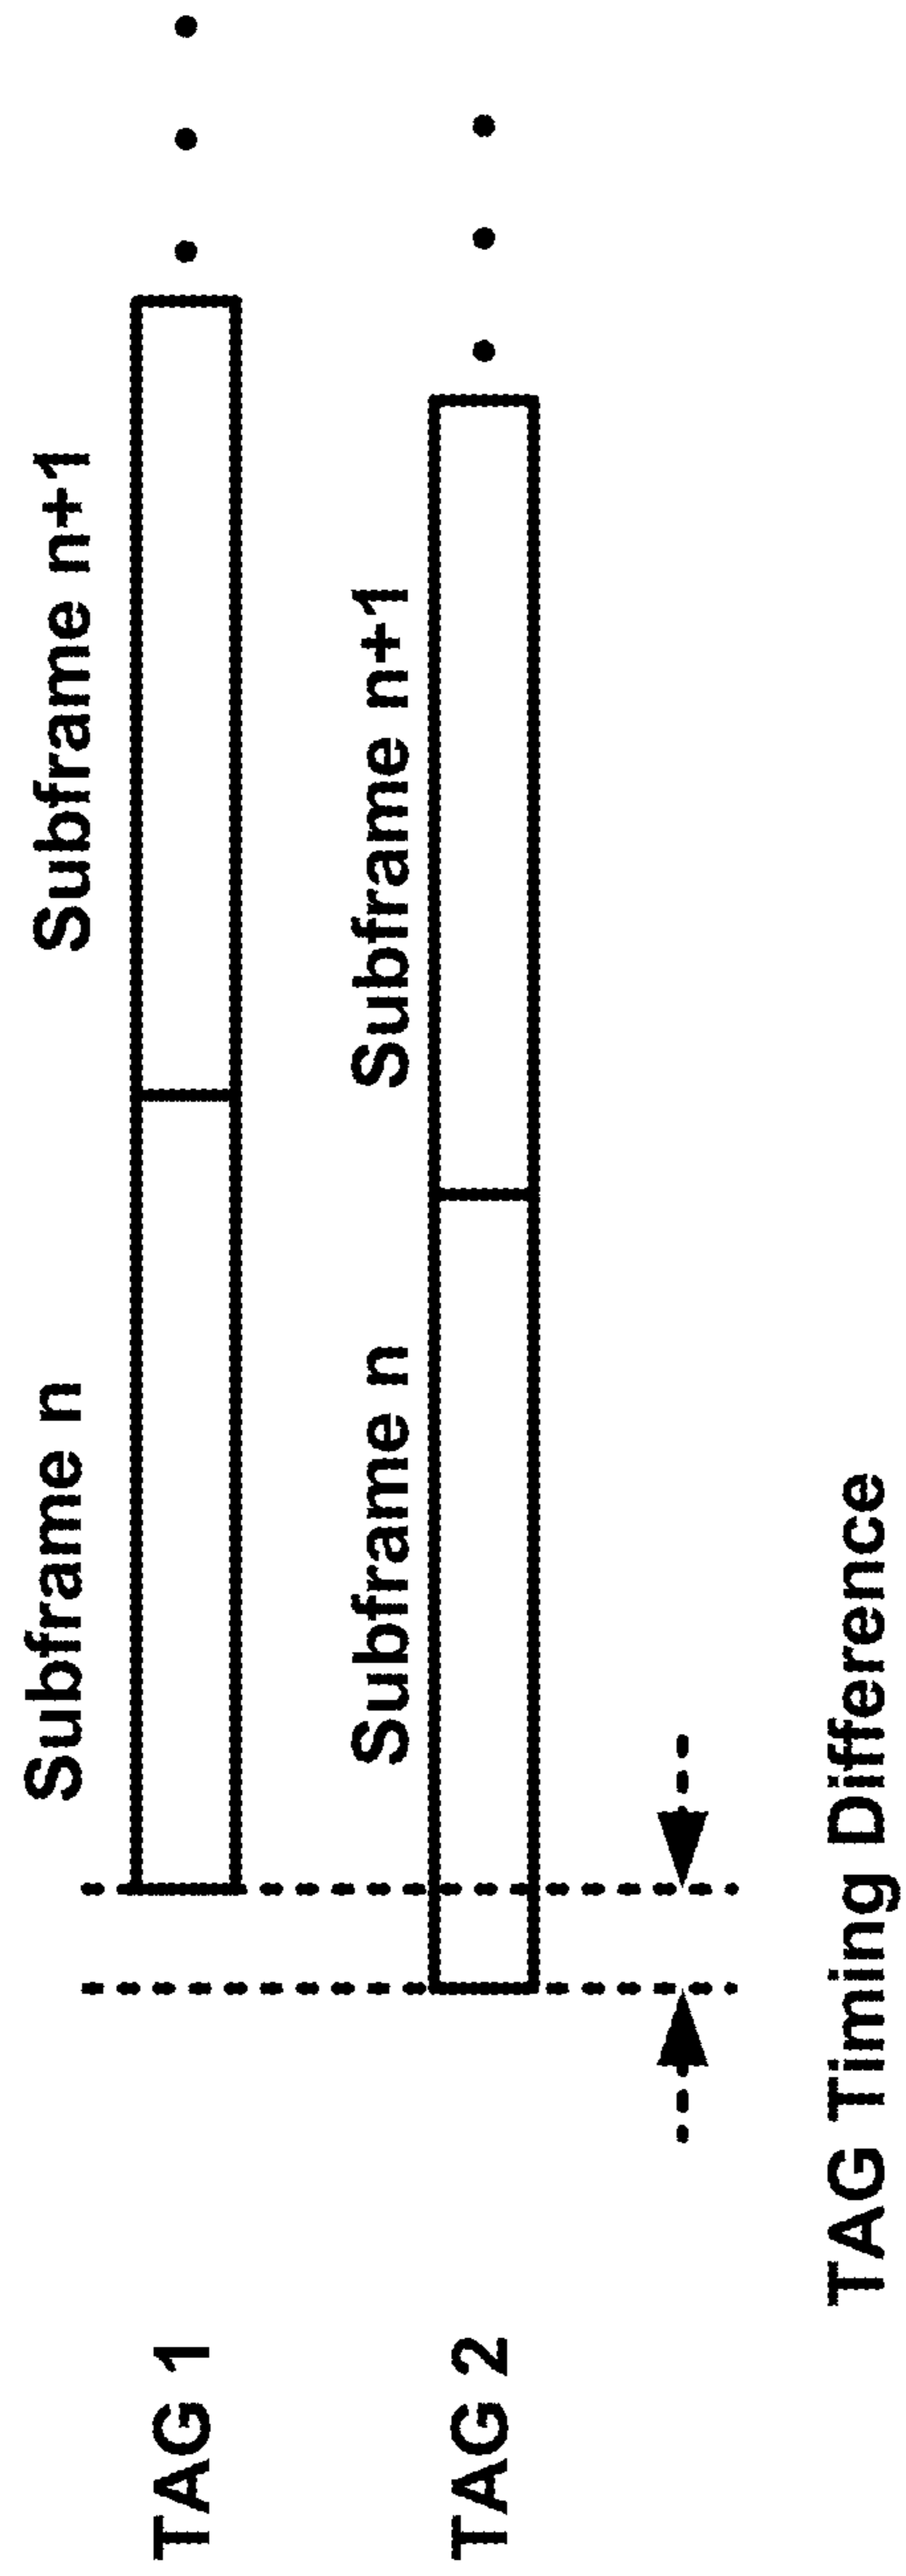 Subframe n
Subframe n+1
TAG 1
Subframe n
Subframe n+1
TAG 2
TAG Timing Difference